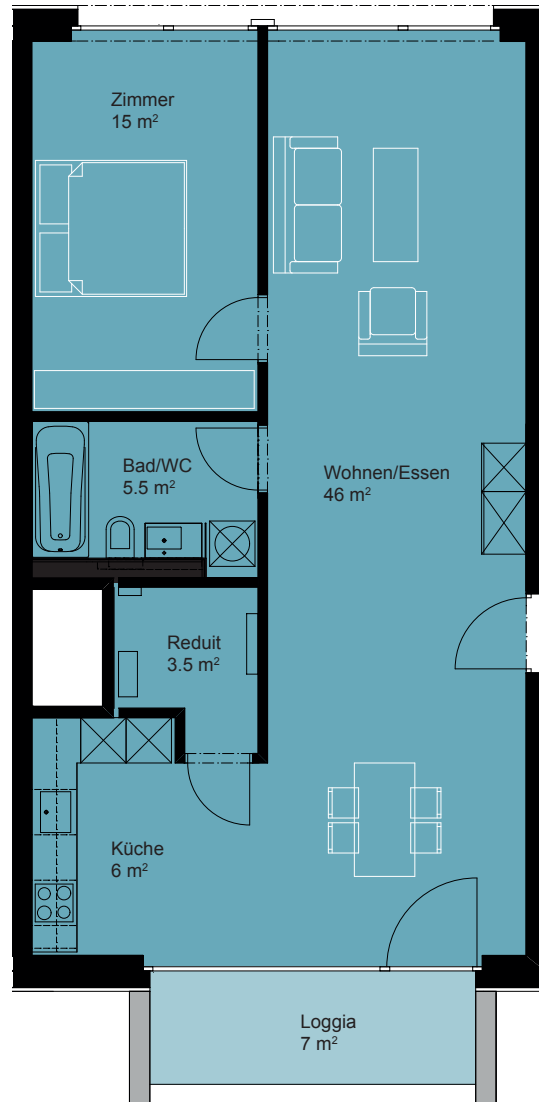 Zimmer
15 m²
Bad/WC
5.5 m²
Wohnen/Essen
46 m²
Reduit
3.5 m²
Küche
6 m²
Loggia
7 m²